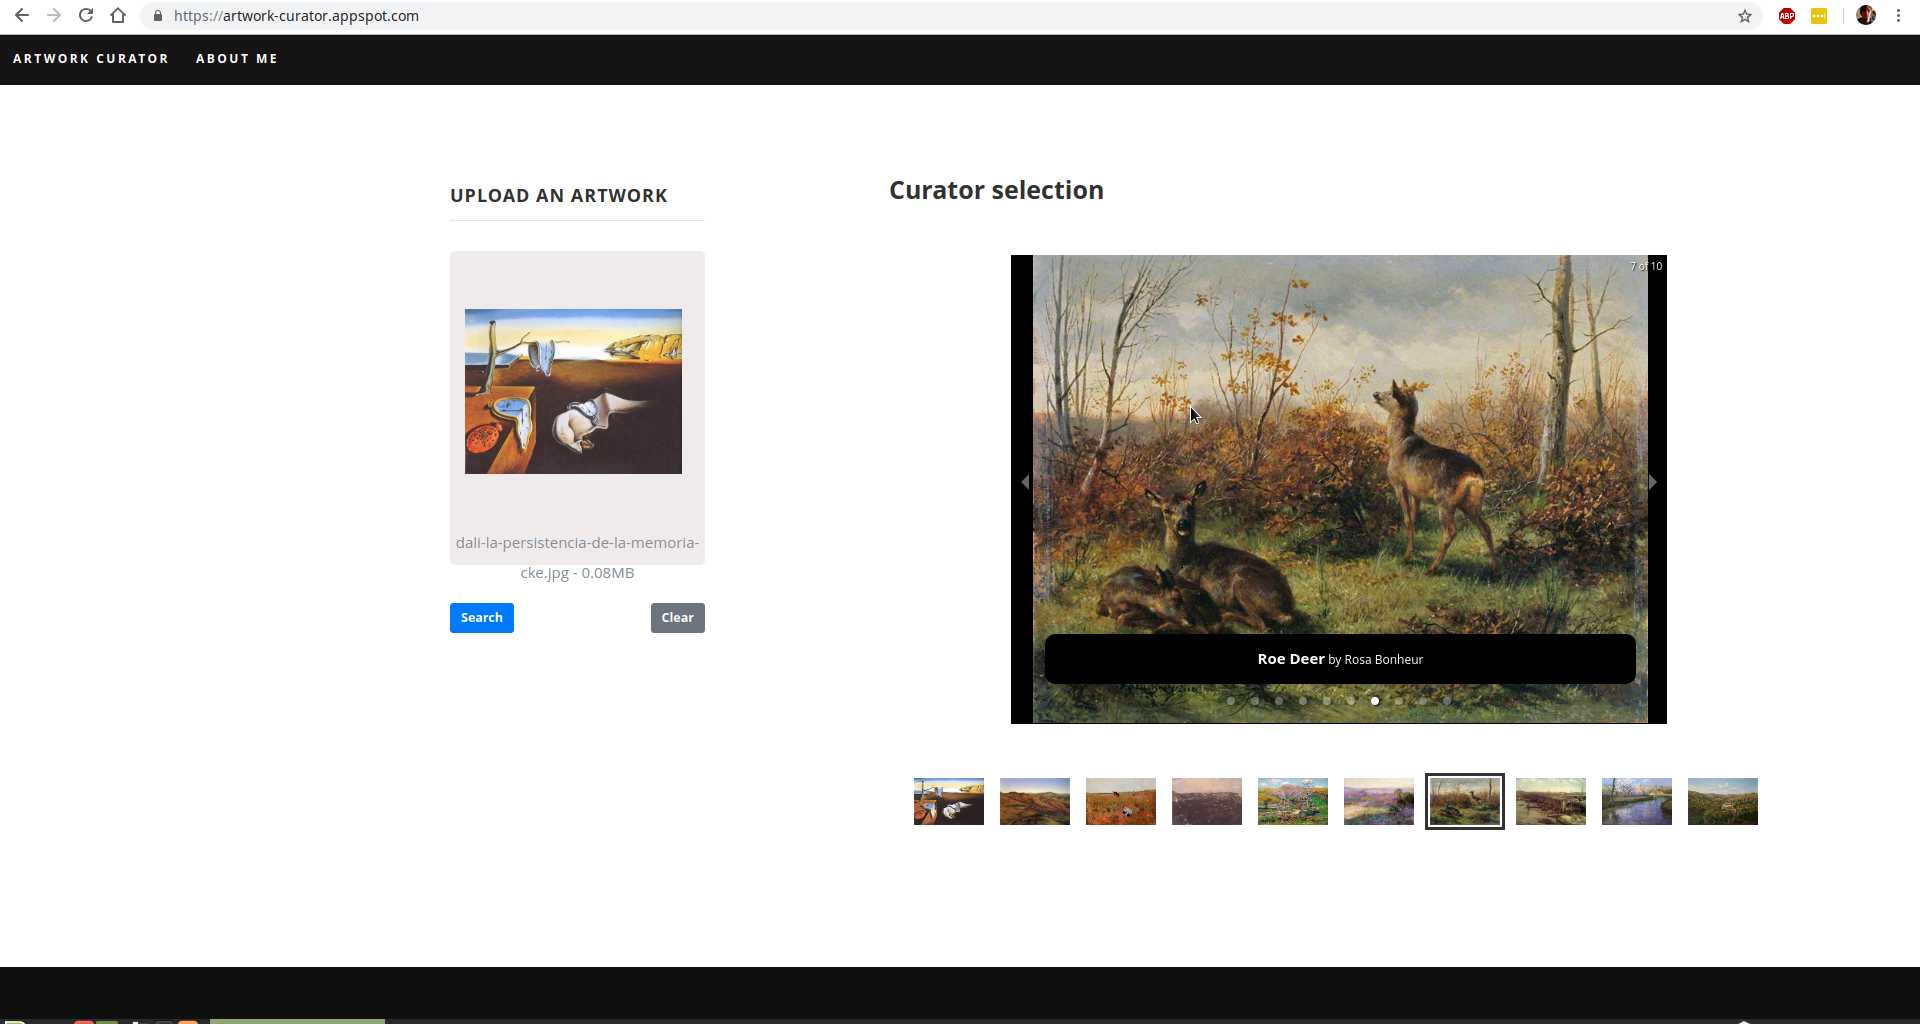 https://artwork-curator.appspot.com
ABP
ARTWORK CURATOR ABOUT ME
UPLOAD AN ARTWORK
dali-la-persistencia-de-la-memoria-
cke.jpg - 0.08MB
Search Clear
Curator selection
7 of 10
Roe Deer by Rosa Bonheur